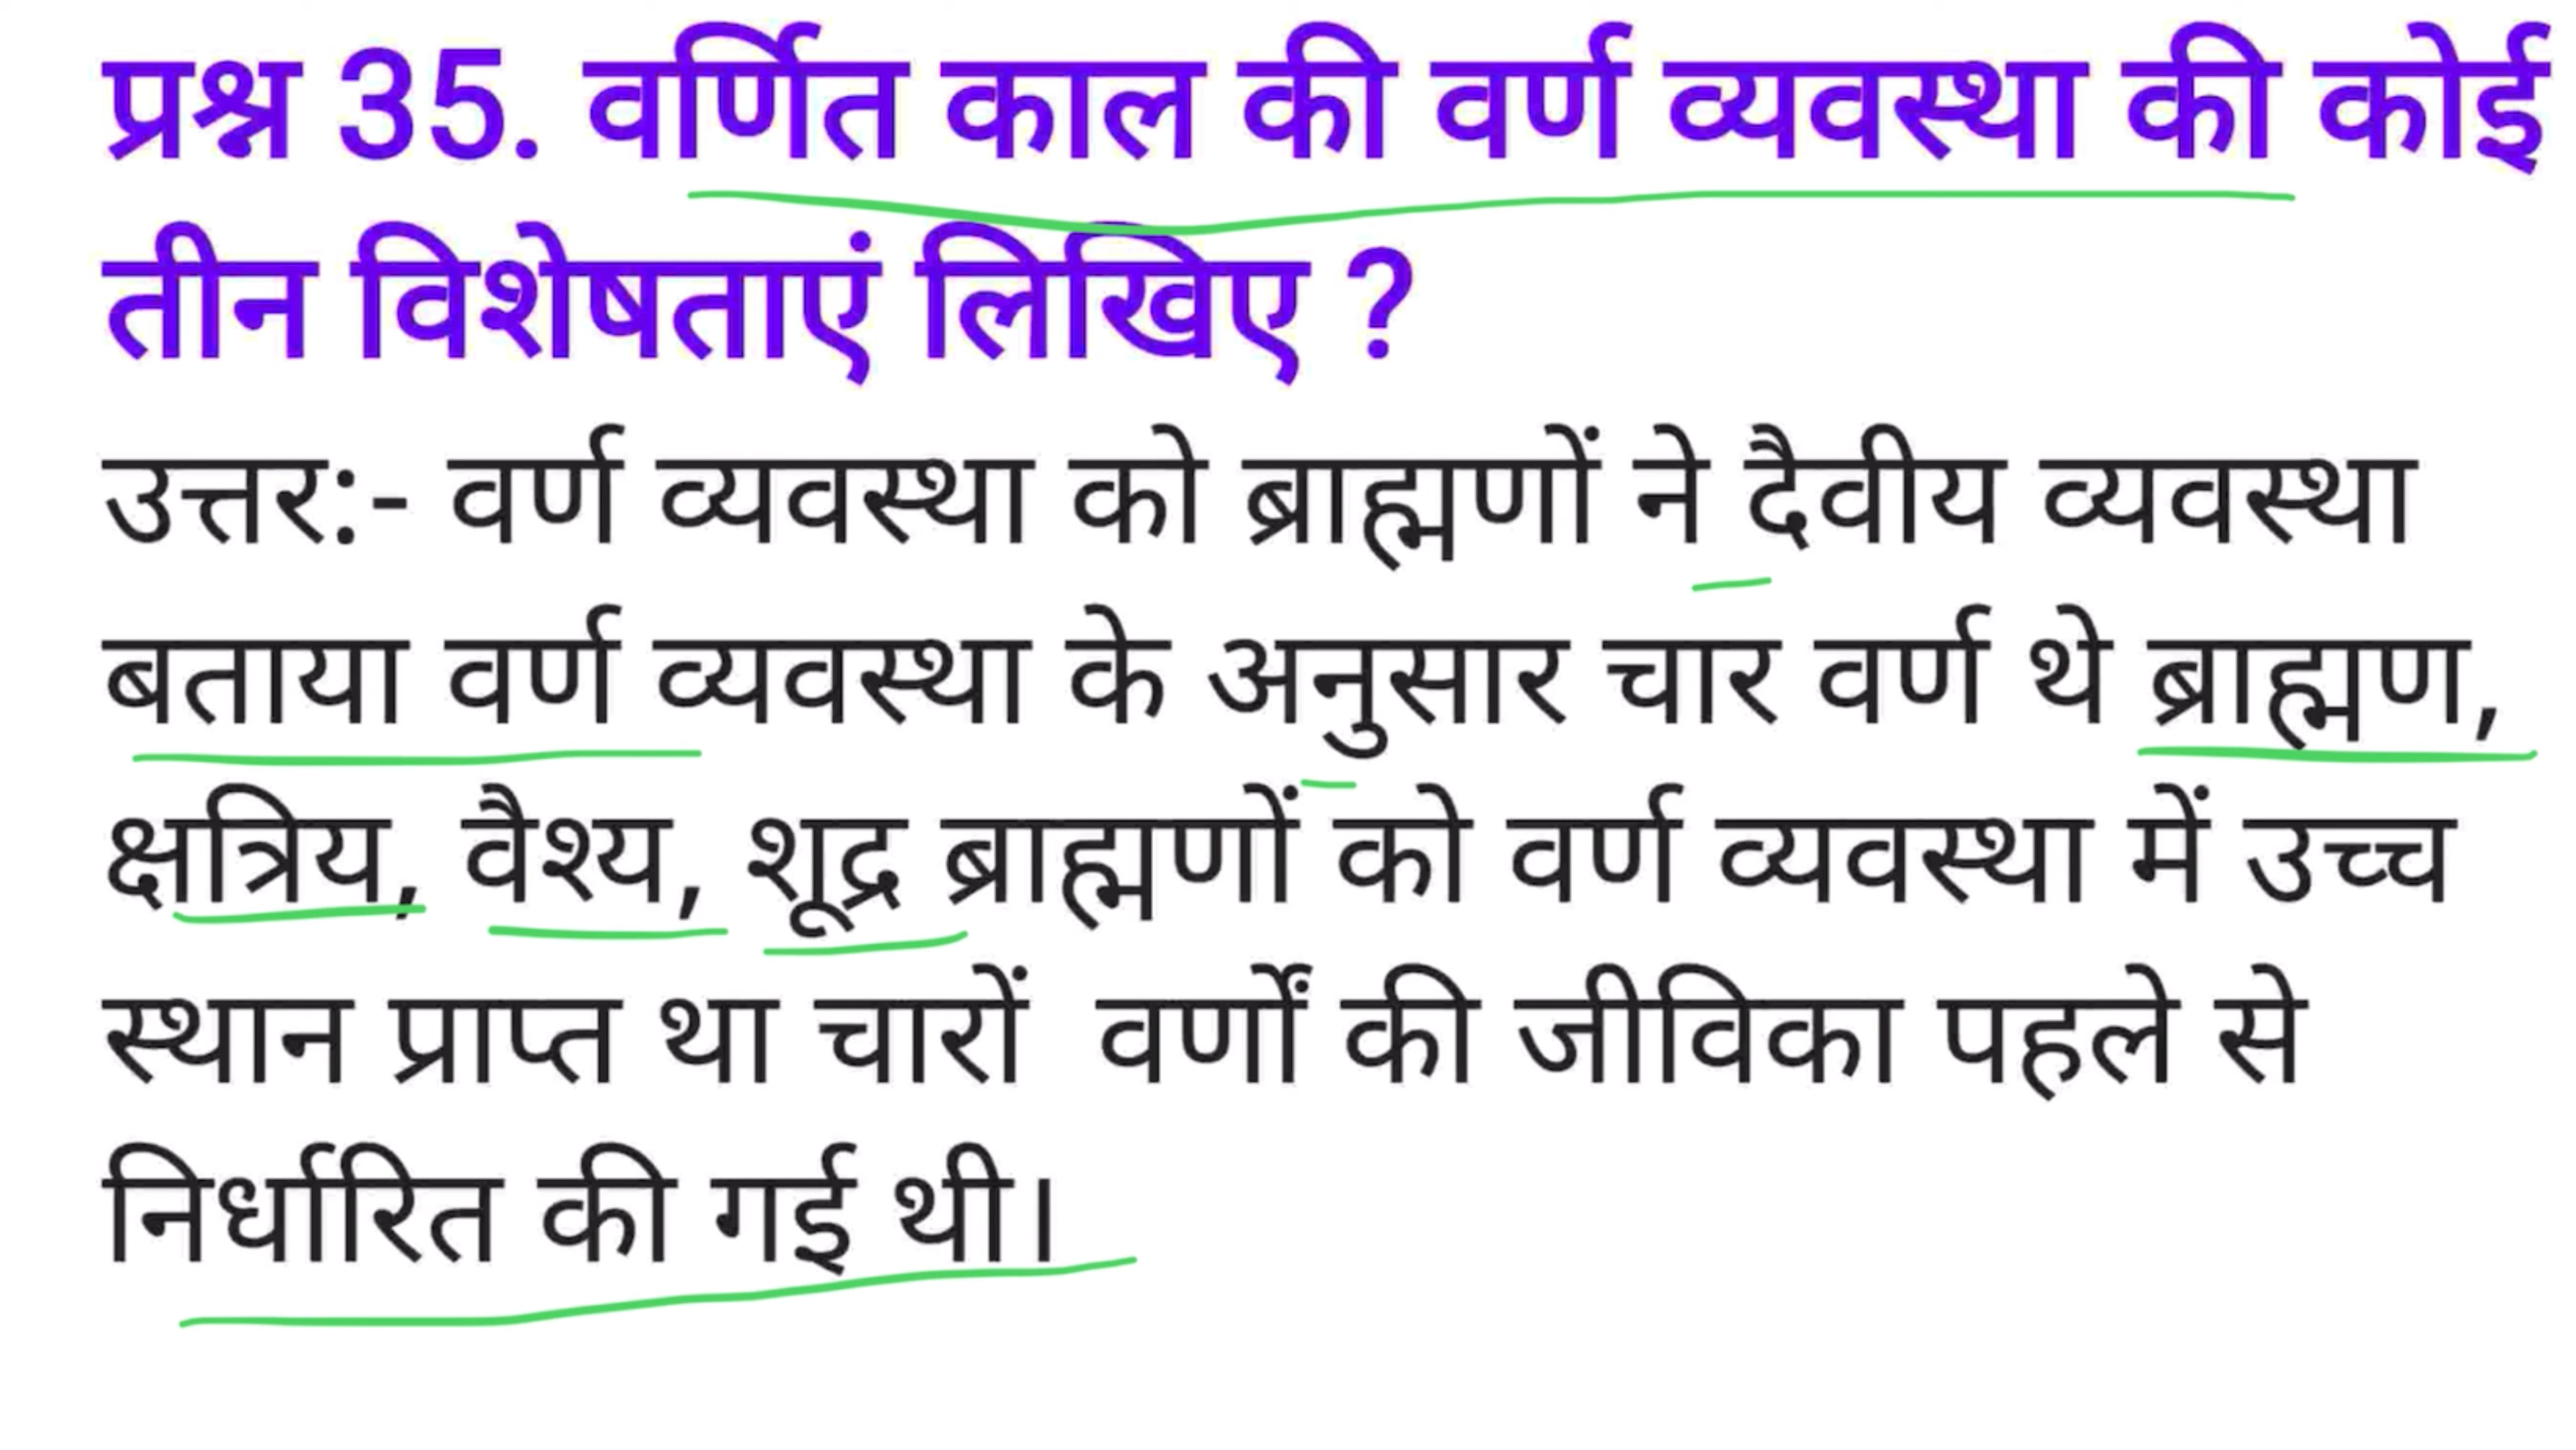 प्रश्न 35. वर्णित काल की वर्ण व्यवस्था की कोई
तीन विशेषताएं लिखिए ?
उत्तर:- वर्ण व्यवस्था को ब्राह्मणों ने दैवीय व्यवस्था
बताया वर्ण व्यवस्था के अनुसार चार वर्ण थे ब्राह्मण,
क्षत्रिय, वैश्य, शूद्र ब्राह्मणों को वर्ण व्यवस्था में उच्च
स्थान प्राप्त था चारों  वर्णों की जीविका पहले से
निर्धारित की गई थी।